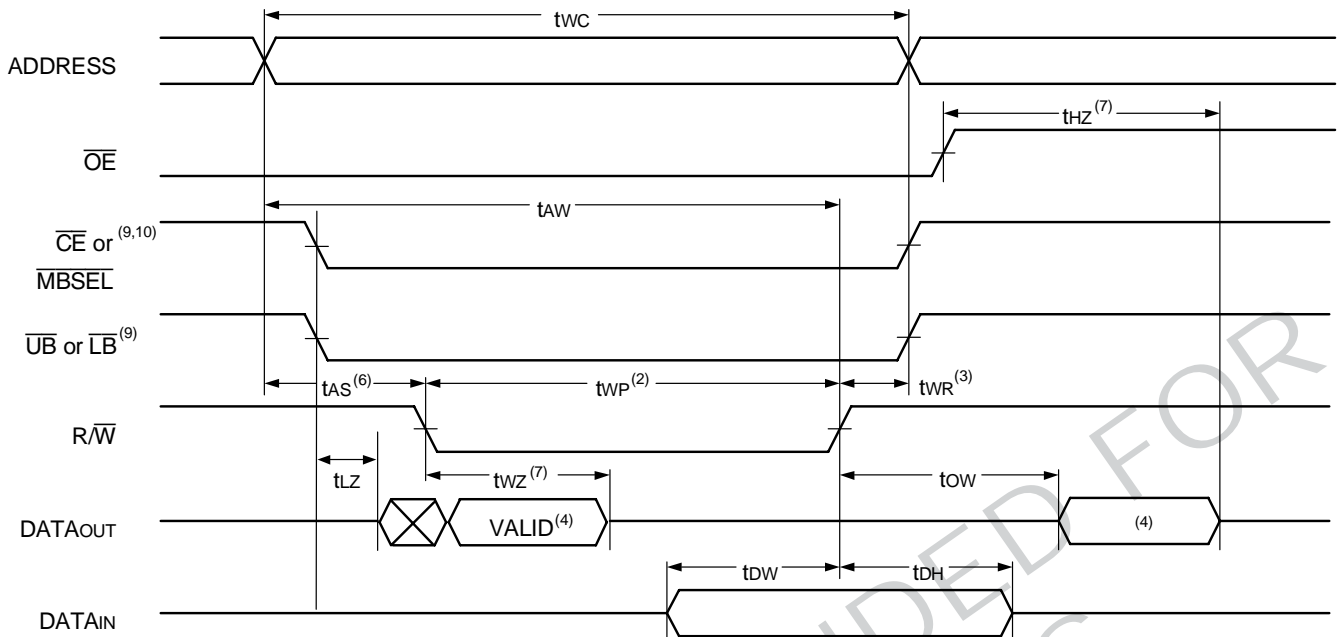 tWC
ADDRESS
tHZ(7)
OE
tAW
CE or (9,10)
MBSEL
UB or LB(9)
tAS(6) tWP(2) tWR(3)
R/W
tLZ tWZ(7) tOW
DATAOUT VALID(4) (4)
tDW tDH
DATAIN
FOR